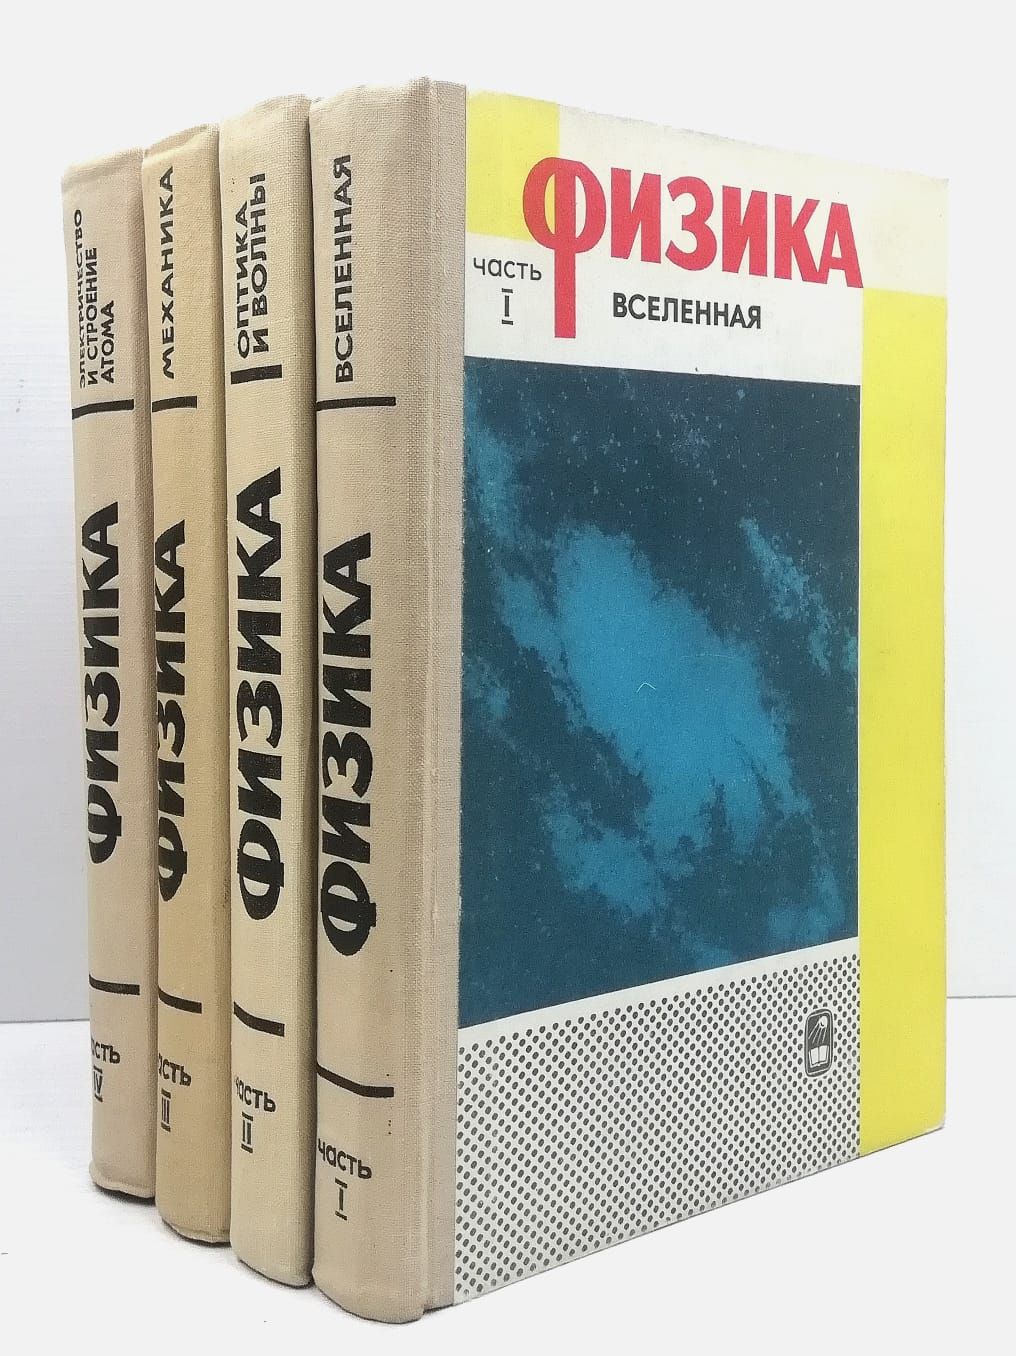 ЭЛЕКТРИЧЕСТВО
И СТРОЕНИЕ
АТОМА
ФИЗИКА
часть
IV
МЕХАНИКА
ФИЗИКА
часть
III
ОПТИКА
И ВОЛНЫ
ФИЗИКА
часть
II
ВСЕЛЕННАЯ
ФИЗИКА
часть
I
ФИЗИКА
часть
I
ВСЕЛЕННАЯ